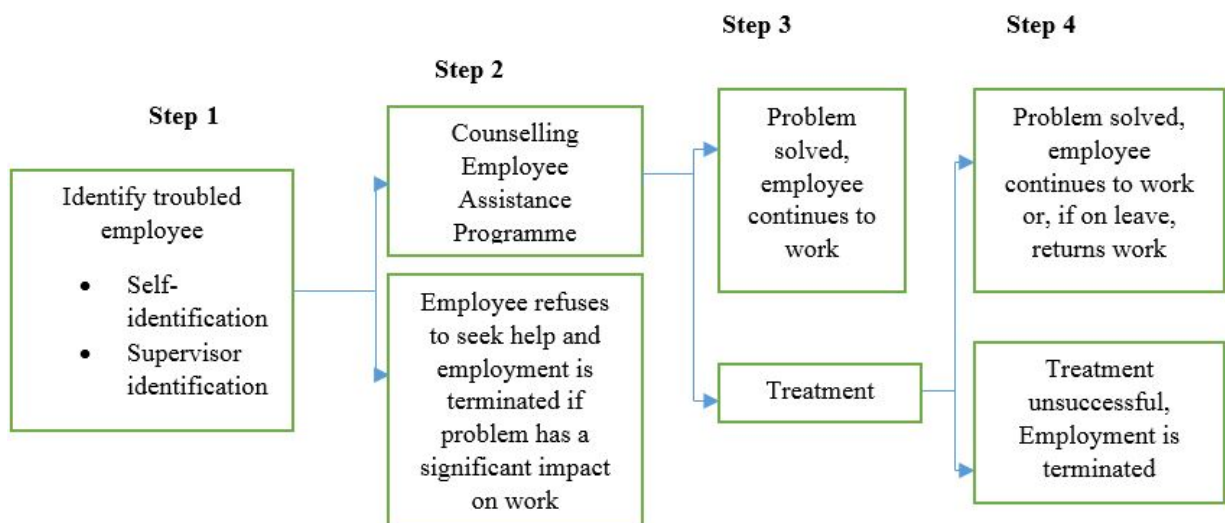 Step 1
Identify troubled
employee
• Self-
identification
• Supervisor
identification
Step 2
Counselling
Employee
Assistance
Programme
Employee refuses
to seek help and
employment is
terminated if
problem has a
significant impact
on work
Step 3
Problem
solved,
employee
continues to
work
Treatment
Step 4
Problem solved,
employee
continues to work
or, if on leave,
returns work
Treatment
unsuccessful,
Employment is
terminated